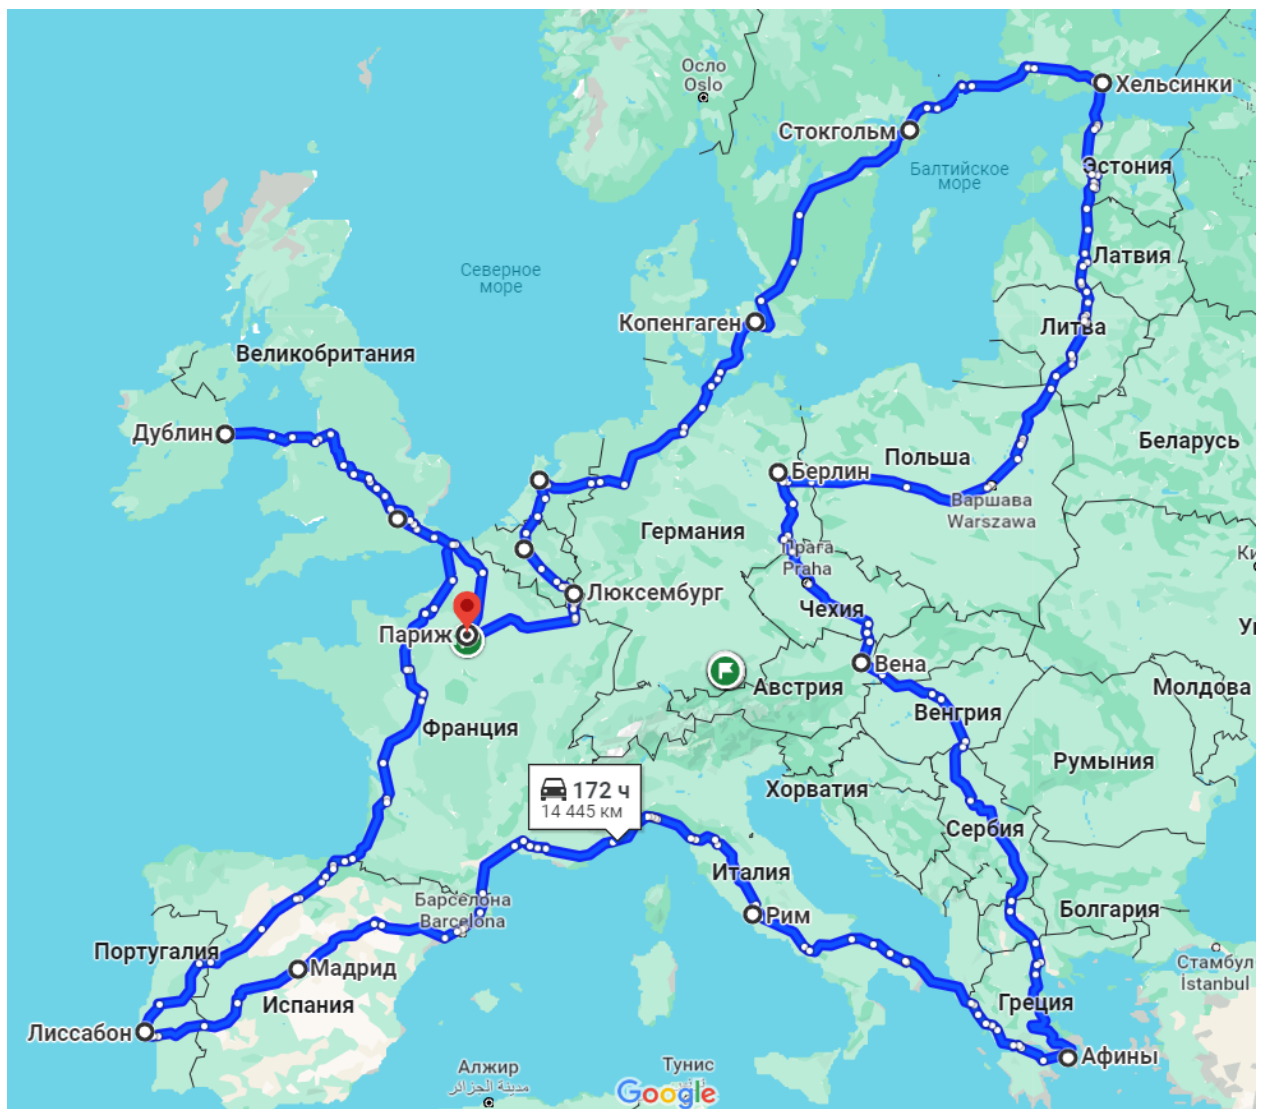 Осло
Oslo
Хельсинки
Стокгольм
Эстония
Балтийское
море
Латвия
Северное
море
Копенгаген
Литва
Великобритания
Дублин
Беларусь
Польша
Берлин
Варшава
Warszawa
Германия
Прага
Praha
Люксембург
Чехия
Париж
Вена
Австрия
Молдова
Венгрия
Франция
Румыния
Хорватия
172 ч
14 445 км
Сербия
Италия
Барселона
Barcelona
Рим
Болгария
Португалия
Мадрид
Стамбул
İstanbul
Испания
Греция
Лиссабон
Афины
Алжир
مدينة الجزائر
Тунис
Google